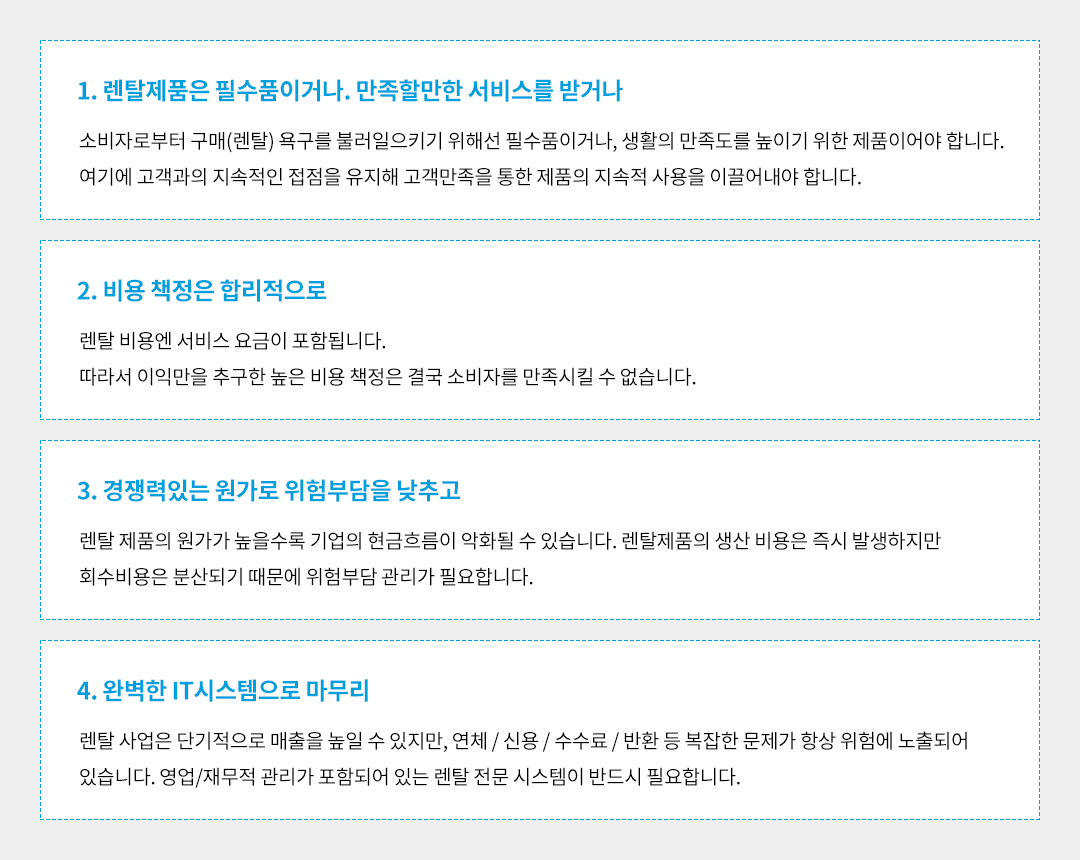 1. 렌탈제품은 필수품이거나. 만족할만한 서비스를 받거나
소비자로부터 구매(렌탈) 욕구를 불러일으키기 위해선 필수품이거나, 생활의 만족도를 높이기 위한 제품이어야 합니다.
여기에 고객과의 지속적인 접점을 유지해 고객만족을 통한 제품의 지속적 사용을 이끌어내야 합니다.
2. 비용 책정은 합리적으로
렌탈 비용엔 서비스 요금이 포함됩니다.
따라서 이익만을 추구한 높은 비용 책정은 결국 소비자를 만족시킬 수 없습니다.
3. 경쟁력있는 원가로 위험부담을 낮추고
렌탈 제품의 원가가 높을수록 기업의 현금흐름이 악화될 수 있습니다. 렌탈제품의 생산 비용은 즉시 발생하지만
회수비용은 분산되기 때문에 위험부담 관리가 필요합니다.
4. 완벽한 IT시스템으로 마무리
렌탈 사업은 단기적으로 매출을 높일 수 있지만, 연체 / 신용 / 수수료 / 반환 등 복잡한 문제가 항상 위험에 노출되어
있습니다. 영업/재무적 관리가 포함되어 있는 렌탈 전문 시스템이 반드시 필요합니다.